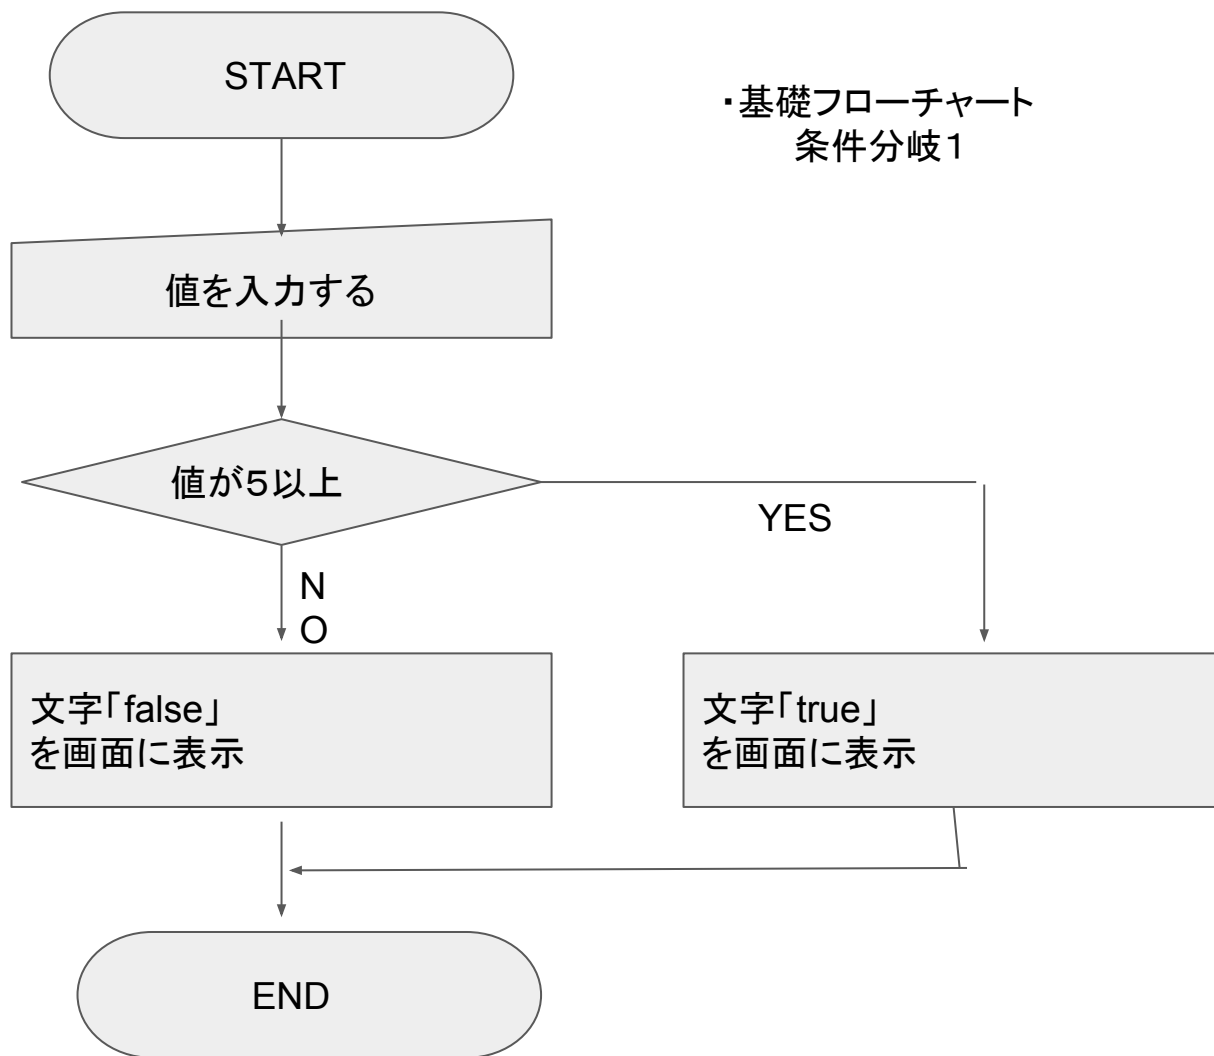 START
・基礎フローチャート
条件分岐１
値を入力する
値が５以上
YES
N
O
文字｢false｣
を画面に表示
文字｢true｣
を画面に表示
END